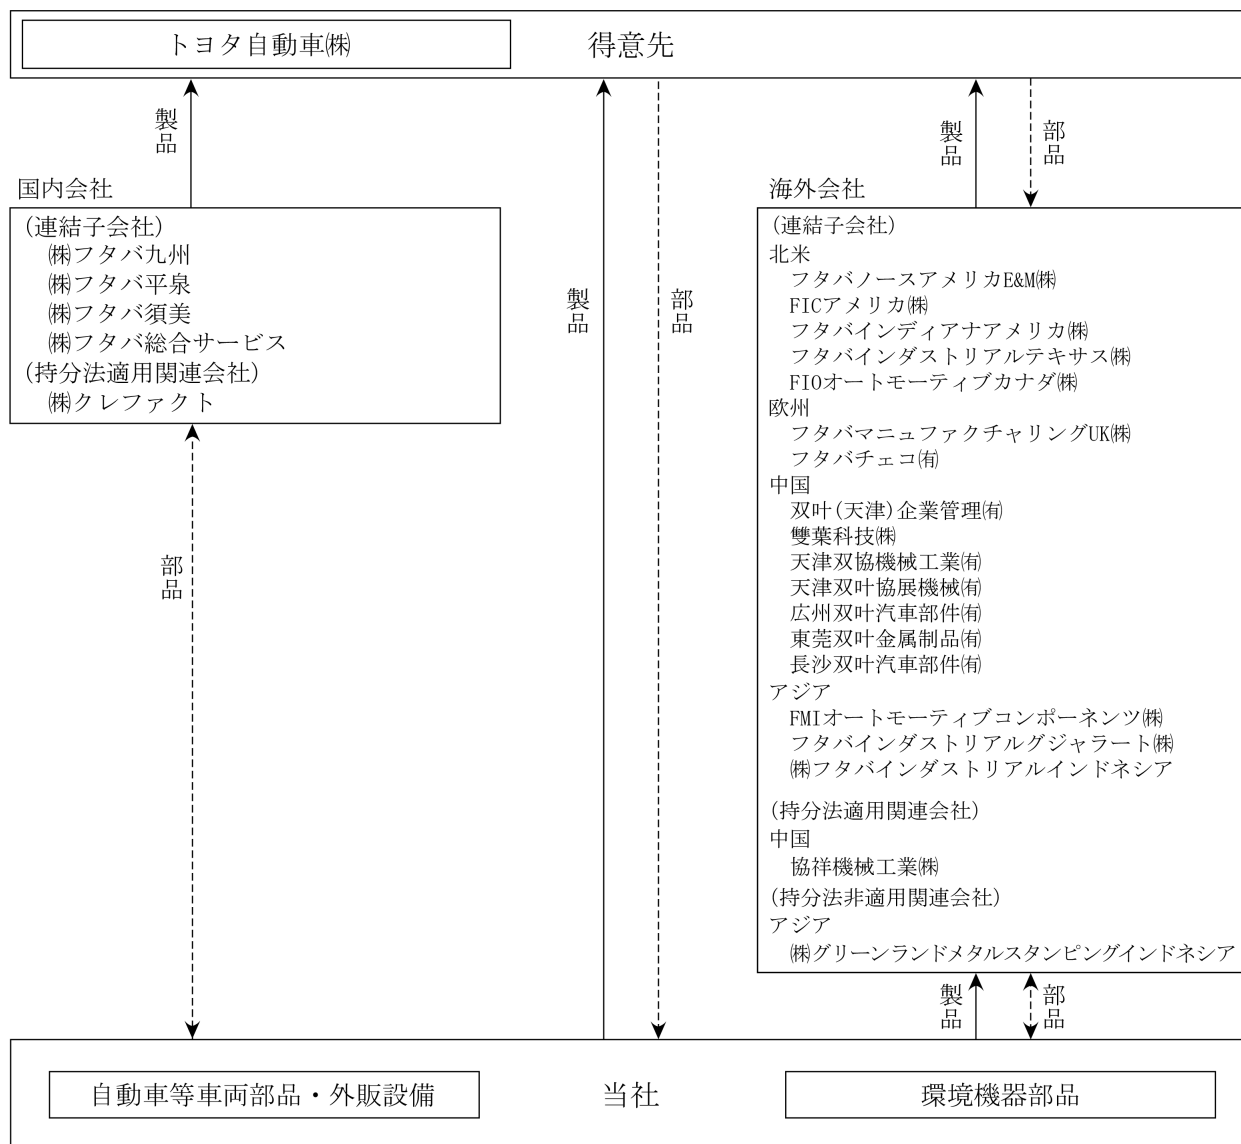 トヨタ自動車㈱
得意先
製品
製品
部品
製品
部品
国内会社
(連結子会社)
㈱フタバ九州
㈱フタバ平泉
㈱フタバ須美
㈱フタバ総合サービス
(持分法適用関連会社)
㈱クレファクト
部品
海外会社
(連結子会社)
北米
フタバノースアメリカE&M㈱
FICアメリカ㈱
フタバインディアナアメリカ㈱
フタバインダストリアルテキサス㈱
FIOオートモーティブカナダ㈱
欧州
フタバマニュファクチャリングUK㈱
フタバチェコ㈲
中国
双叶(天津)企業管理㈲
雙葉科技㈱
天津双協機械工業㈲
天津双叶協展機械㈲
広州双叶汽車部件㈲
東莞双叶金属制品㈲
長沙双叶汽車部件㈲
アジア
FMIオートモーティブコンポーネンツ㈱
フタバインダストリアルグジャラート㈱
㈱フタバインダストリアルインドネシア
(持分法適用関連会社)
中国
協祥機械工業㈱
(持分法非適用関連会社)
アジア
㈱グリーンランドメタルスタンピングインドネシア
製品
部品
自動車等車両部品・外販設備
当社
環境機器部品